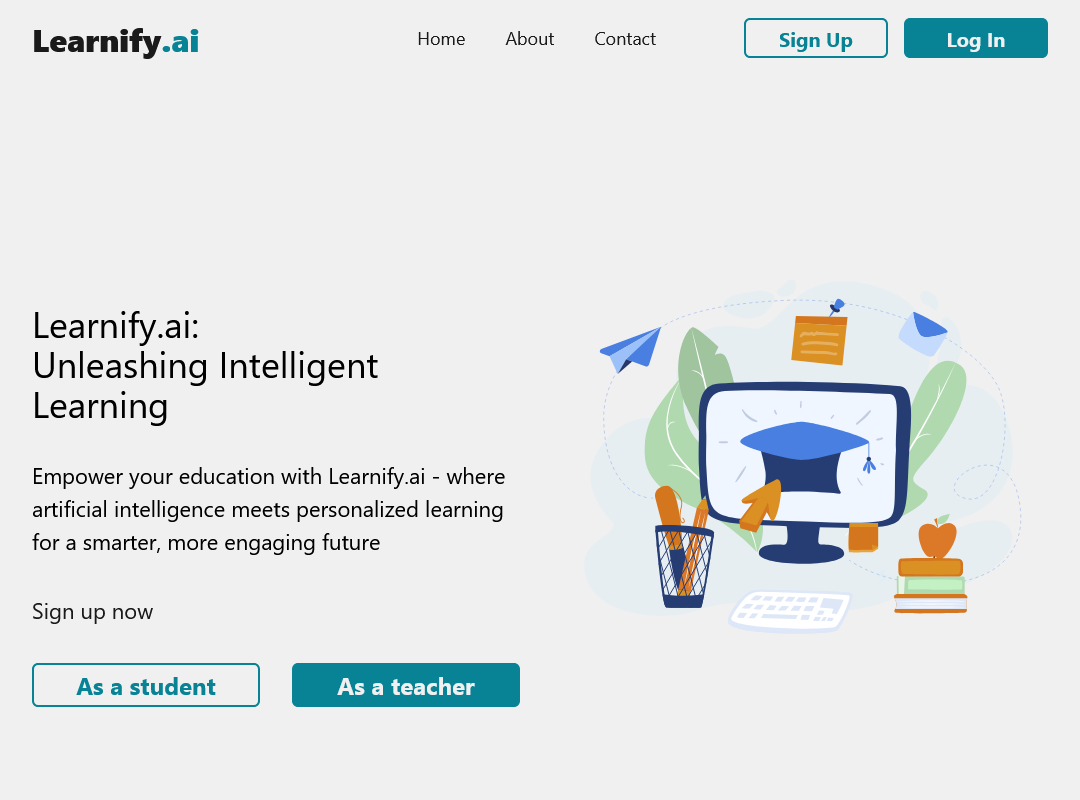 Learnify.ai
Home
About
Contact
Sign Up
Log In
Learnify.ai:
Unleashing Intelligent
Learning
Empower your education with Learnify.ai - where
artificial intelligence meets personalized learning
for a smarter, more engaging future
Sign up now
As a student
As a teacher